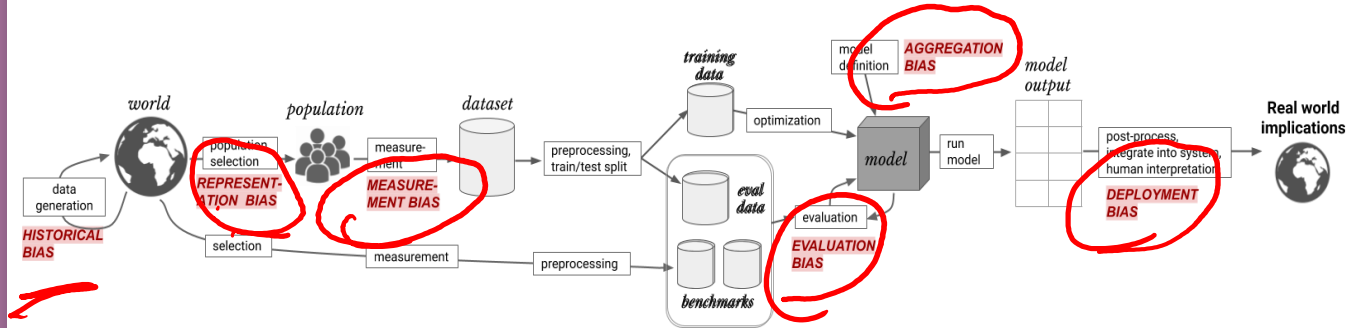 world
data
generation
HISTORICAL
BIAS
population
selection
REPRESENT-
ATION BIAS
population
measure-
ment
MEASURE-
MENT BIAS
dataset
selection
measurement
preprocessing
preprocessing,
train/test split
training
data
eval
data
benchmarks
optimization
model
definition
AGGREGATION
BIAS
model
evaluation
EVALUATION
BIAS
run
model
model
output
post-process,
integrate into system,
human interpretation
DEPLOYMENT
BIAS
Real world
implications